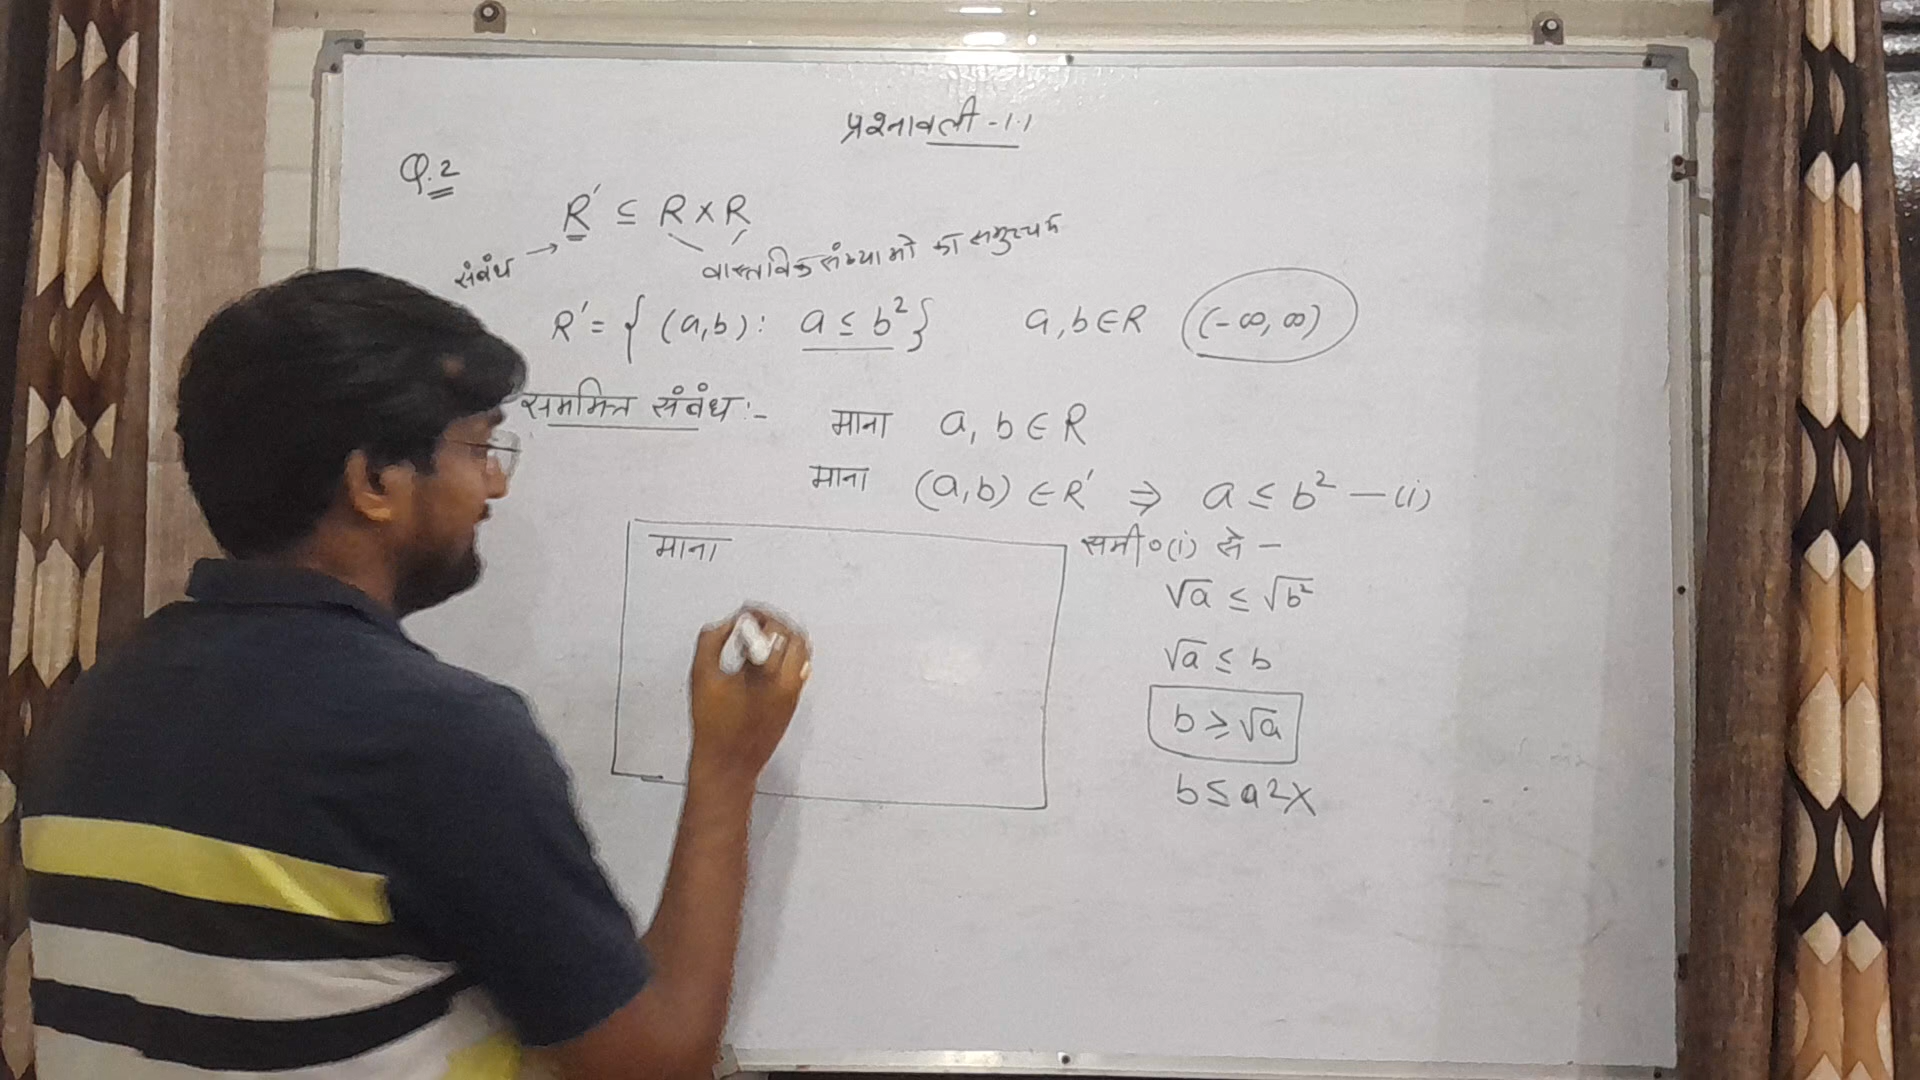 प्रश्नावली - 1.1
Q.2
R' ⊆ R × R
संबंध → वास्तविक संख्याओ का समुच्चय
R' = { (a,b) : a ≤ b² } a, b ∈ R (-∞, ∞)
सममित संबंध :- माना a, b ∈ R
माना (a,b) ∈ R' ⇒ a ≤ b² — (i)
माना
समी० (i) से -
√a ≤ √b²
√a ≤ b
b ≥ √a
b ≤ a2 X